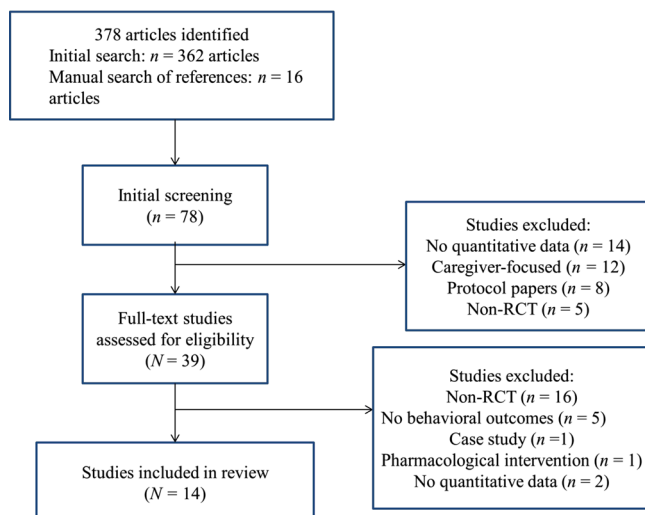 378 articles identified
Initial search: n = 362 articles
Manual search of references: n = 16
articles
Initial screening
(n = 78)
Studies excluded:
No quantitative data (n = 14)
Caregiver-focused (n = 12)
Protocol papers (n = 8)
Non-RCT (n = 5)
Full-text studies
assessed for eligibility
(N = 39)
Studies excluded:
Non-RCT (n = 16)
No behavioral outcomes (n = 5)
Case study (n =1)
Pharmacological intervention (n = 1)
No quantitative data (n = 2)
Studies included in review
(N = 14)